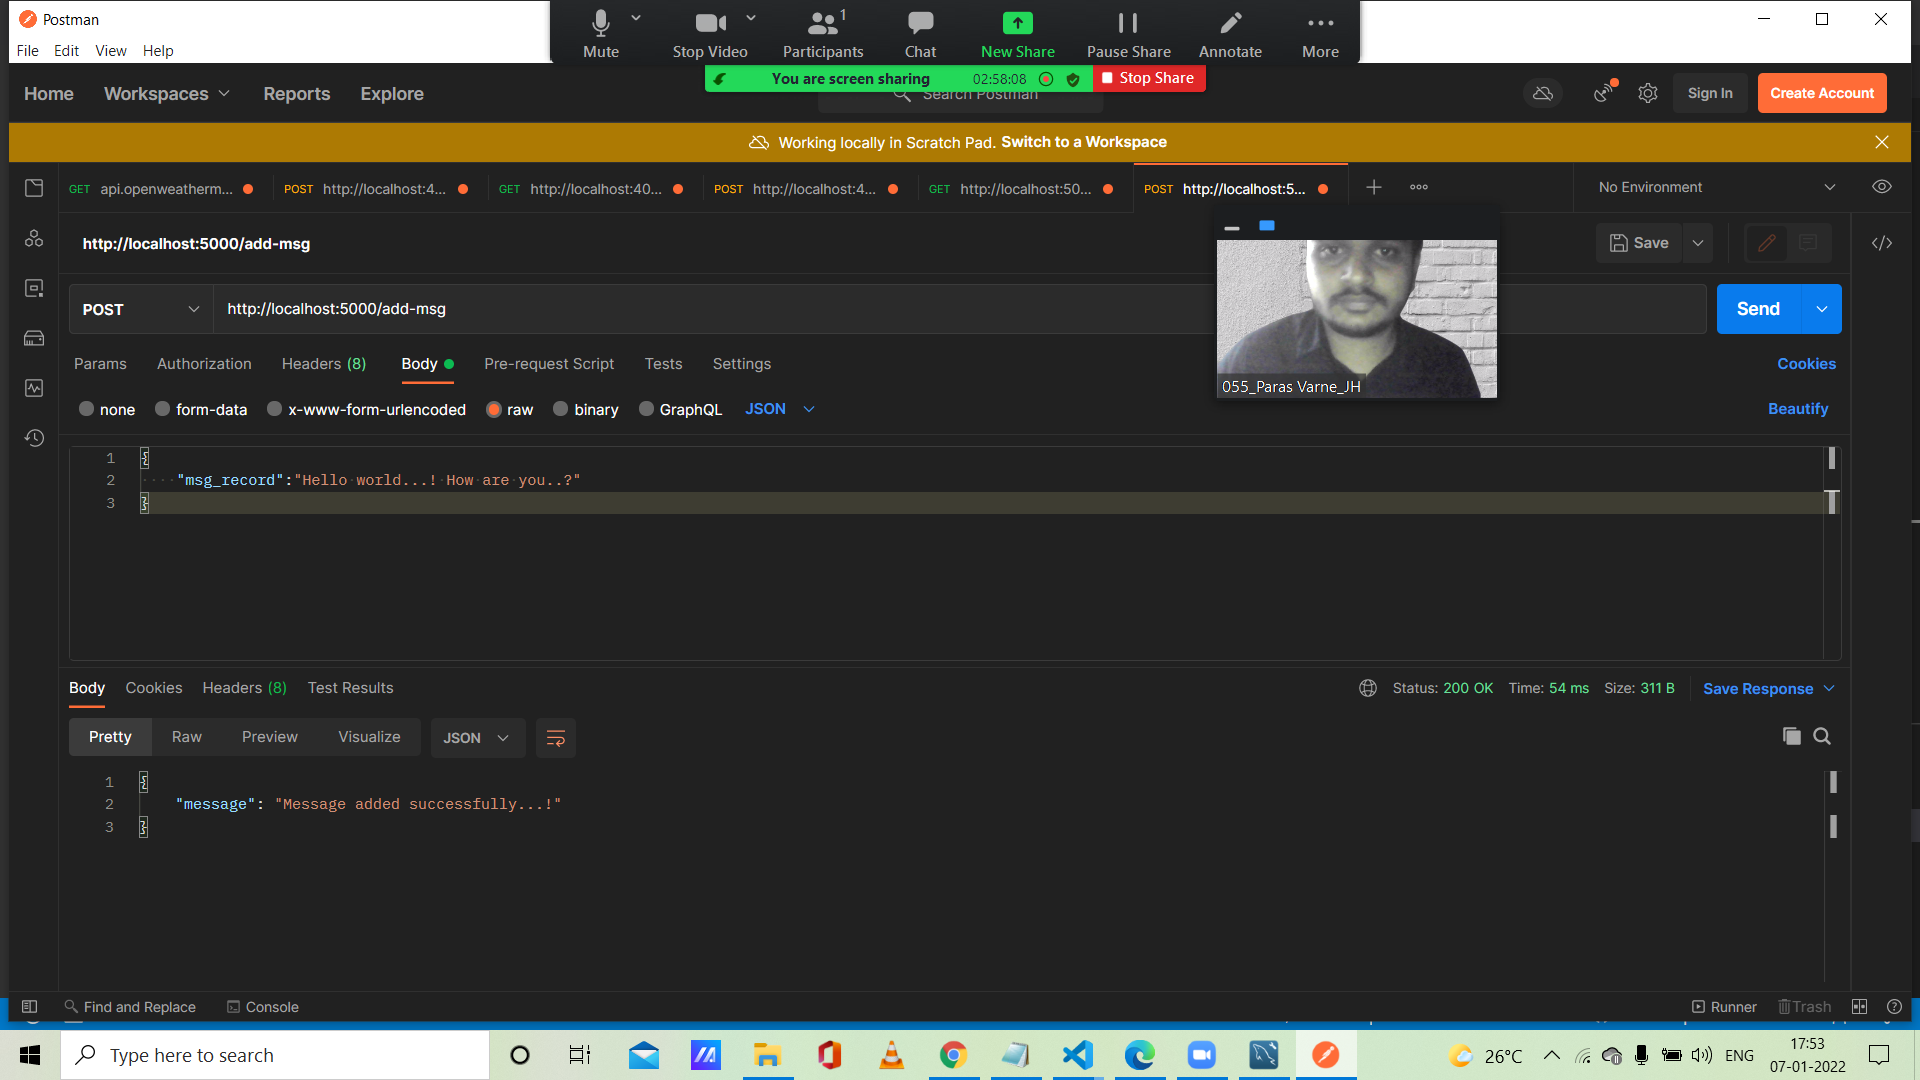 Postman
File Edit View Help
Mute Stop Video Participants 1 Chat New Share Pause Share Annotate More
You are screen sharing 02:58:08 Stop Share
Home Workspaces Reports Explore Search Postman Sign In Create Account
Working locally in Scratch Pad. Switch to a Workspace
GET api.openweatherm... POST http://localhost:4... GET http://localhost:40... POST http://localhost:4... GET http://localhost:50... POST http://localhost:5... No Environment
http://localhost:5000/add-msg Save
POST http://localhost:5000/add-msg Send
Params Authorization Headers (8) Body Pre-request Script Tests Settings Cookies
055_Paras Varne_JH
none form-data x-www-form-urlencoded raw binary GraphQL JSON Beautify
1 {
2 "msg_record":"Hello world...! How are you..?"
3 }
Body Cookies Headers (8) Test Results Status: 200 OK Time: 54 ms Size: 311 B Save Response
Pretty Raw Preview Visualize JSON
1 {
2 "message": "Message added successfully...!"
3 }
Find and Replace Console Runner Trash
Type here to search 26°C ENG 17:53
07-01-2022